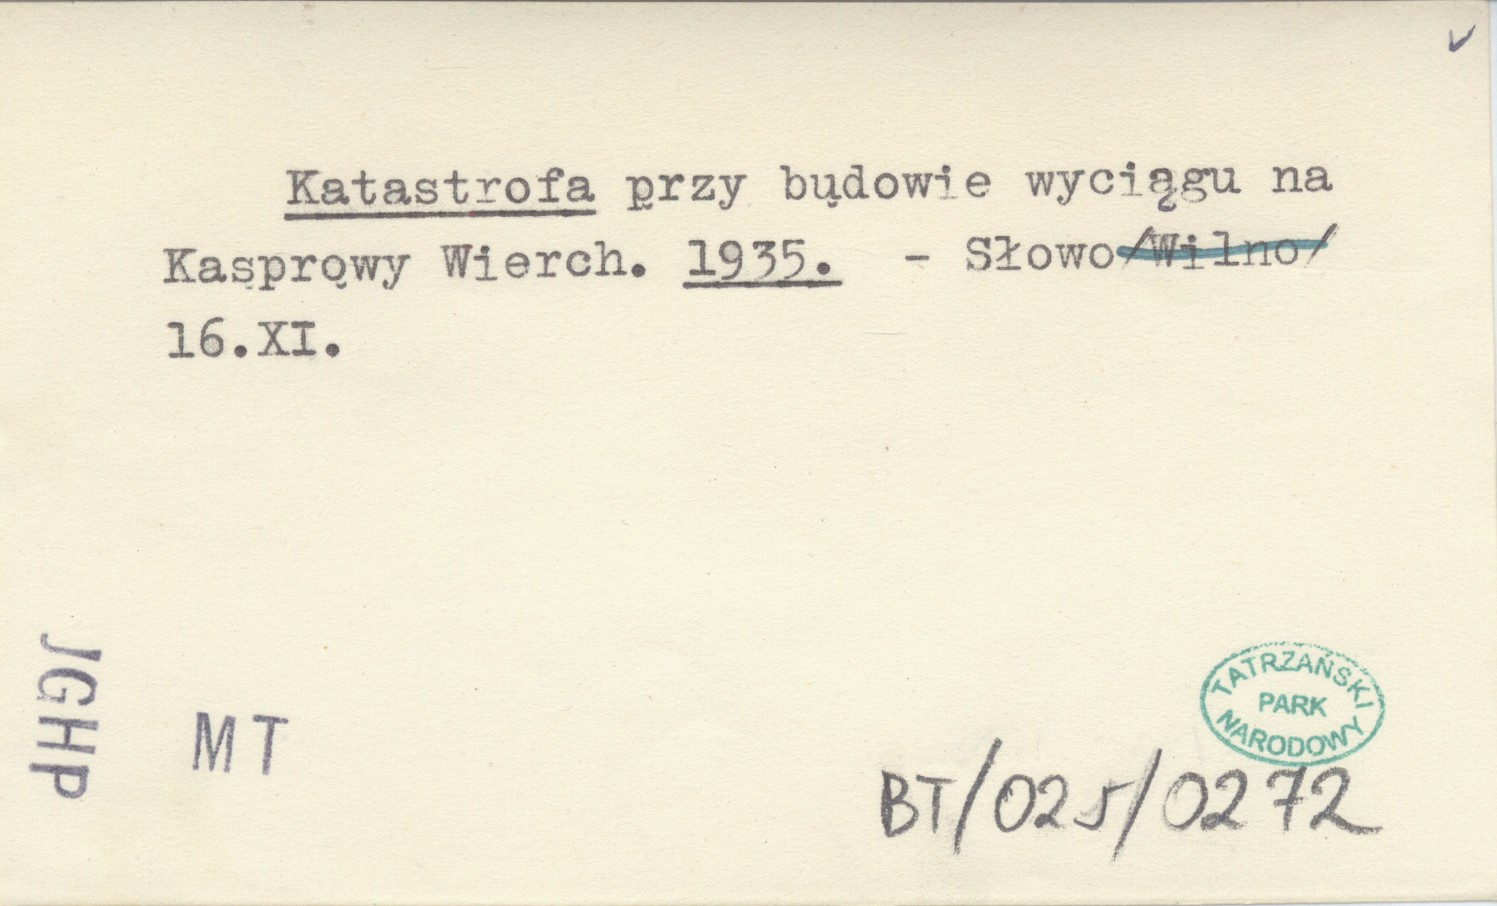 Katastrofa przy budowie wyciągu na
Kasprowy Wierch. 1935. - Słowo/Wilno/
16.XI.
JGHP
MT
TATRZAŃSKI
PARK
NARODOWY
BT/025/0272